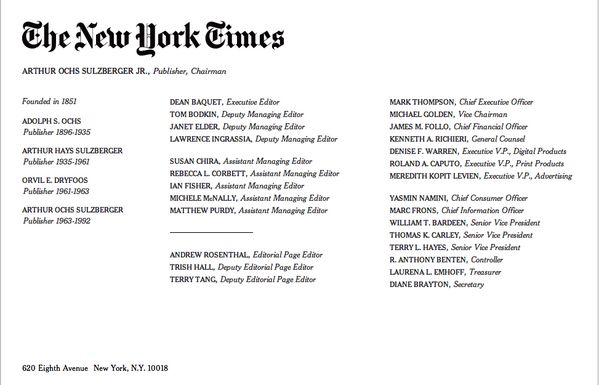 The New York Times
ARTHUR OCHS SULZBERGER JR., Publisher, Chairman
Founded in 1851
ADOLPH S. OCHS
Publisher 1896-1935
ARTHUR HAYS SULZBERGER
Publisher 1935-1961
ORVIL E. DRYFOOS
Publisher 1961-1963
ARTHUR OCHS SULZBERGER
Publisher 1963-1992
DEAN BAQUET, Executive Editor
TOM BODKIN, Deputy Managing Editor
JANET ELDER, Deputy Managing Editor
LAWRENCE INGRASSIA, Deputy Managing Editor
SUSAN CHIRA, Assistant Managing Editor
REBECCA L. CORBETT, Assistant Managing Editor
IAN FISHER, Assistant Managing Editor
MICHELE McNALLY, Assistant Managing Editor
MATTHEW PURDY, Assistant Managing Editor
ANDREW ROSENTHAL, Editorial Page Editor
TRISH HALL, Deputy Editorial Page Editor
TERRY TANG, Deputy Editorial Page Editor
MARK THOMPSON, Chief Executive Officer
MICHAEL GOLDEN, Vice Chairman
JAMES M. FOLLO, Chief Financial Officer
KENNETH A. RICHIERI, General Counsel
DENISE F. WARREN, Executive V.P., Digital Products
ROLAND A. CAPUTO, Executive V.P., Print Products
MEREDITH KOPIT LEVIEN, Executive V.P., Advertising
YASMIN NAMINI, Chief Consumer Officer
MARC FRONS, Chief Information Officer
WILLIAM T. BARDEEN, Senior Vice President
THOMAS K. CARLEY, Senior Vice President
TERRY L. HAYES, Senior Vice President
R. ANTHONY BENTEN, Controller
LAURENA L. EMHOFF, Treasurer
DIANE BRAYTON, Secretary
620 Eighth Avenue New York, N.Y. 10018